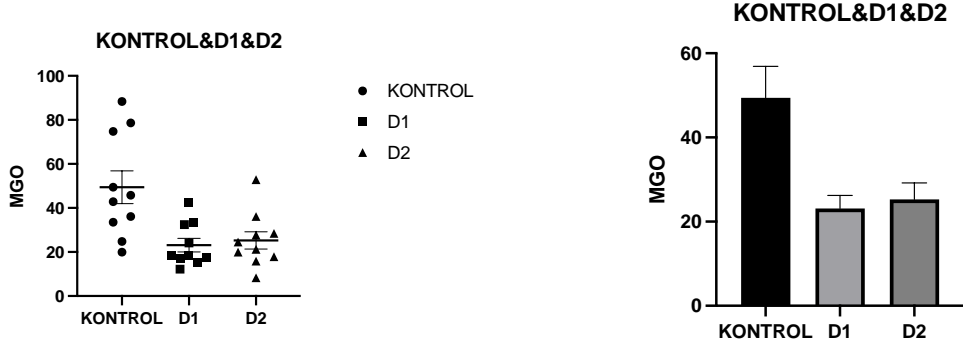 KONTROL&D1&D2
100
80
60
40
20
0
MGO
KONTROL D1 D2
KONTROL
D1
D2
KONTROL&D1&D2
60
40
20
0
MGO
KONTROL D1 D2